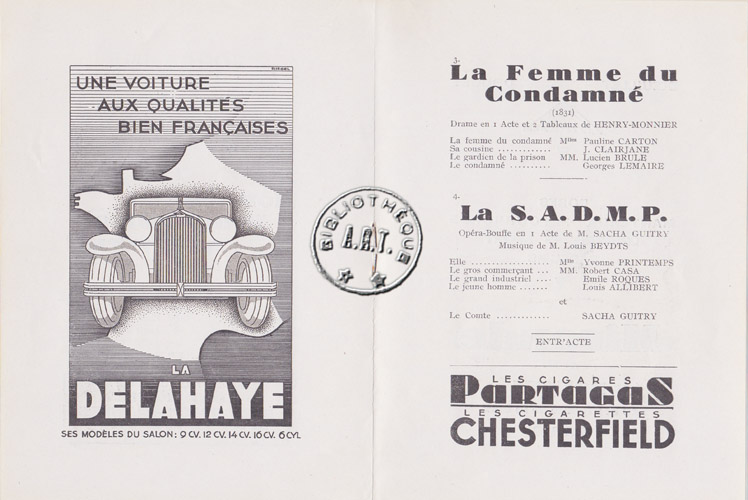 UNE VOITURE
AUX QUALITÉS
BIEN FRANÇAISES
LA
DELAHAYE
SES MODÈLES DU SALON: 9 CV. 12 CV. 14 CV. 16 CV. 6 CYL
BIBLIOTHÈQUE
A.R.T.
3-
La Femme du
Condamné
(1831)
Drame en 1 Acte et 2 Tableaux de HENRY-MONNIER
La femme du condamné Mlles Pauline CARTON
Sa cousine ............. J. CLAIRJANE
Le gardien de la prison MM. Lucien BRULE
Le condamné .......... Georges LEMAIRE
4-
La S.A.D.M.P.
Opéra-Bouffe en 1 Acte de M. SACHA GUITRY
Musique de M. Louis BEYDTS
Elle .................. Mlle Yvonne PRINTEMPS
Le gros commerçant ... MM. Robert CASA
Le grand industriel .... Emile ROQUES
Le jeune homme ....... Louis ALLIBERT
et
Le Comte ............. SACHA GUITRY
ENTR'ACTE
LES CIGARES
PARTAGAS
LES CIGARETTES
CHESTERFIELD